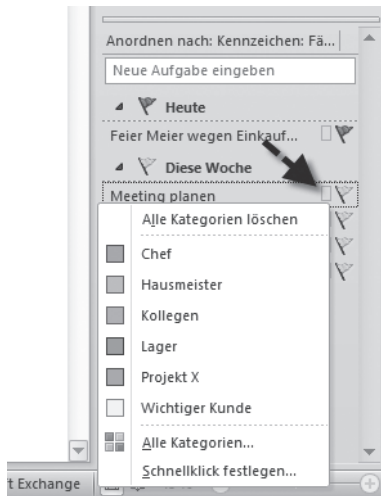 Anordnen nach: Kennzeichen: Fä...
Neue Aufgabe eingeben
Heute
Feier Meier wegen Einkauf...
Diese Woche
Meeting planen
Alle Kategorien löschen
Chef
Hausmeister
Kollegen
Lager
Projekt X
Wichtiger Kunde
Alle Kategorien...
Schnellklick festlegen...
t Exchange